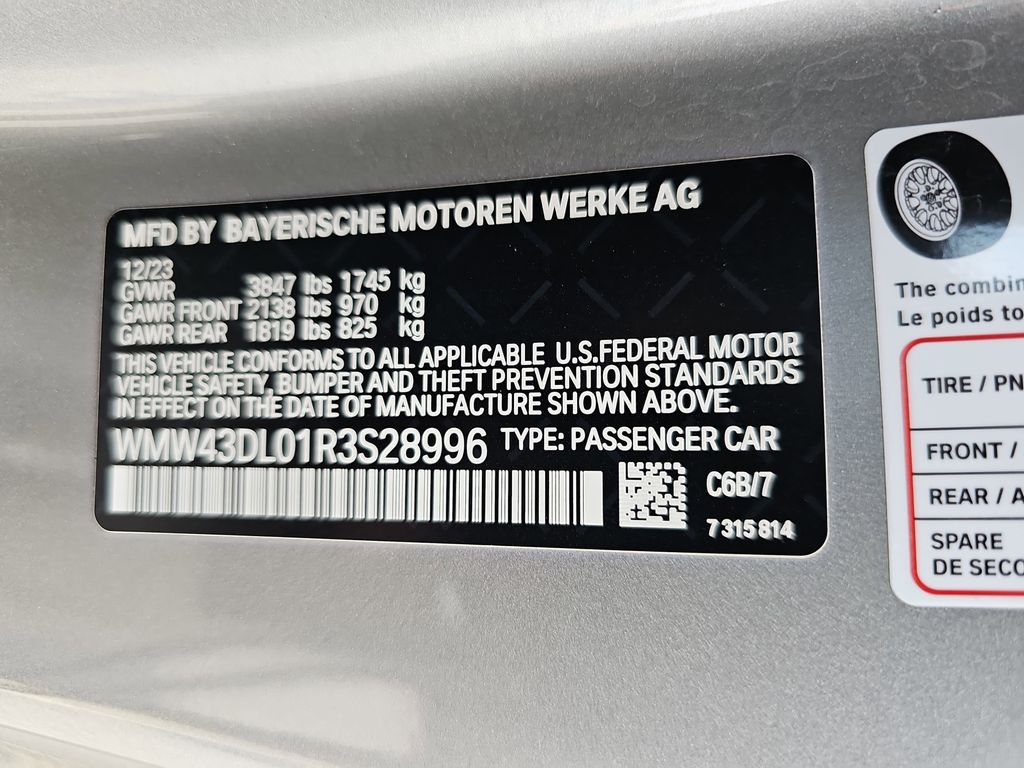 MFD BY BAYERISCHE MOTOREN WERKE AG
12/23
GVWR 3847 lbs 1745 kg
GAWR FRONT 2138 lbs 970 kg
GAWR REAR 1819 lbs 825 kg
THIS VEHICLE CONFORMS TO ALL APPLICABLE U.S.FEDERAL MOTOR
VEHICLE SAFETY, BUMPER AND THEFT PREVENTION STANDARDS
IN EFFECT ON THE DATE OF MANUFACTURE SHOWN ABOVE.
WMW43DL01R3S28996 TYPE: PASSENGER CAR
C6B/7
7 315 814
The combin
Le poids to
TIRE / PN
FRONT /
REAR / A
SPARE
DE SECO